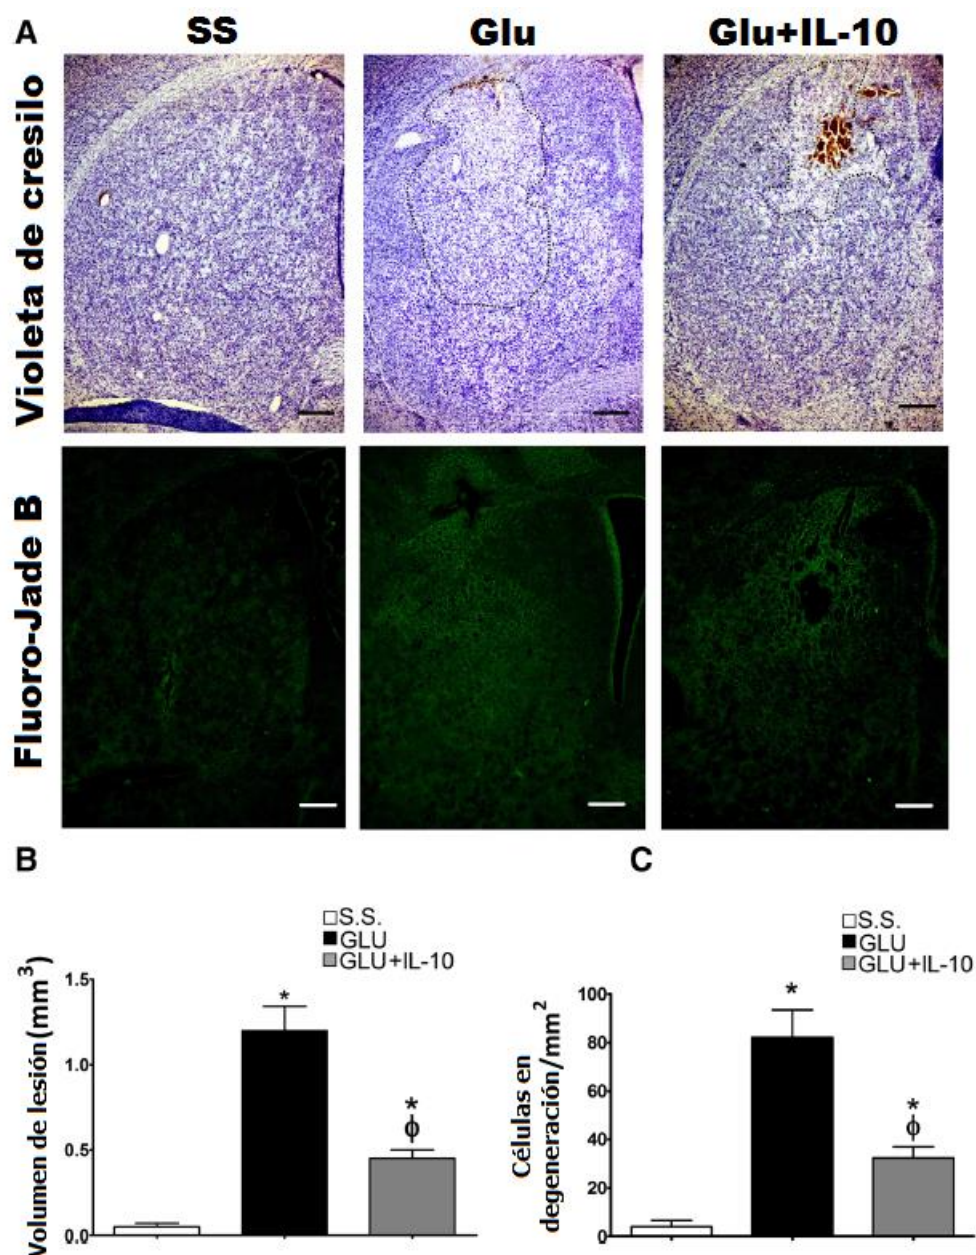 A
SS
Glu
Glu+IL-10
Violeta de cresilo
Fluoro-Jade B
B
S.S.
GLU
GLU+IL-10
Volumen de lesión (mm³)
1.5
1.0
0.5
0.0
*
*
ϕ
C
S.S.
GLU
GLU+IL-10
Células en
degeneración/mm²
100
80
60
40
20
0
*
*
ϕ